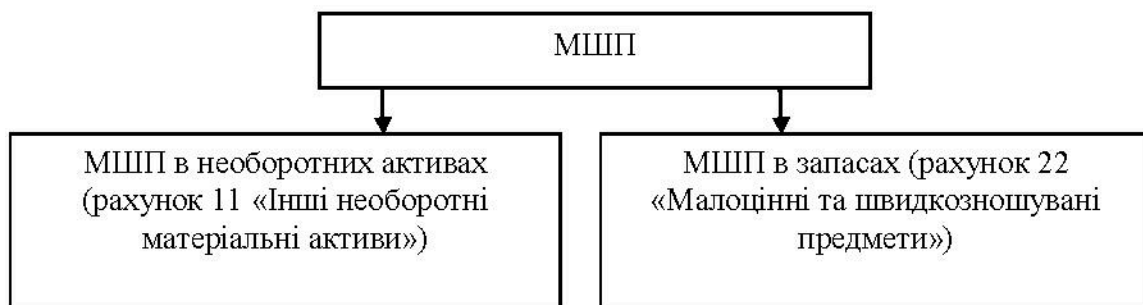 МШП
МШП в необоротних активах
(рахунок 11 «Інші необоротні
матеріальні активи»)
МШП в запасах (рахунок 22
«Малоцінні та швидкозношувані
предмети»)